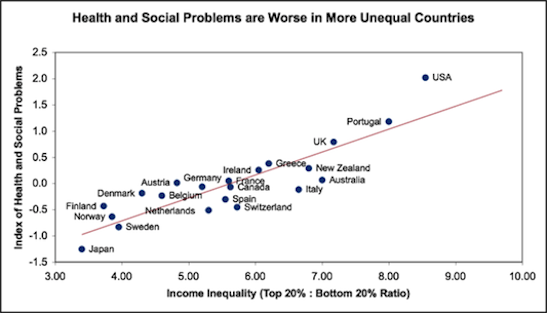 Health and Social Problems are Worse in More Unequal Countries
Index of Health and Social Problems
2.5
2.0
1.5
1.0
0.5
0.0
-0.5
-1.0
-1.5
USA
Portugal
UK
Greece
Ireland
New Zealand
Austria
Germany
France
Australia
Denmark
Belgium
Canada
Italy
Spain
Finland
Netherlands
Switzerland
Norway
Sweden
Japan
3.00
4.00
5.00
6.00
7.00
8.00
9.00
10.00
Income Inequality (Top 20% : Bottom 20% Ratio)